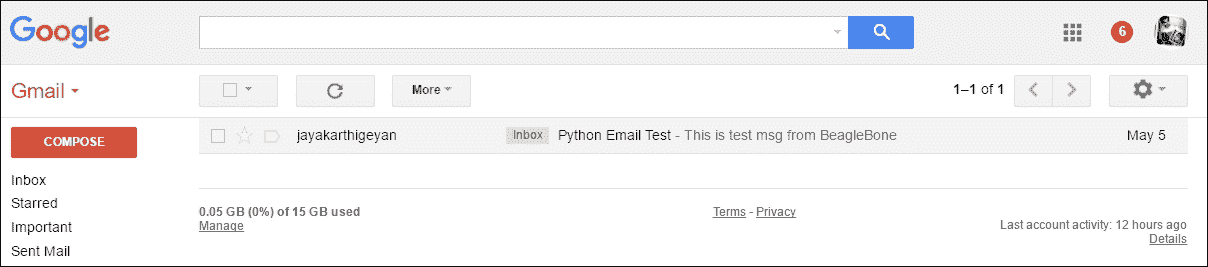 Google
6
Gmail
More
1–1 of 1
COMPOSE
jayakarthigeyan Inbox Python Email Test - This is test msg from BeagleBone May 5
Inbox
Starred
Important
Sent Mail
0.05 GB (0%) of 15 GB used
Manage
Terms - Privacy
Last account activity: 12 hours ago
Details